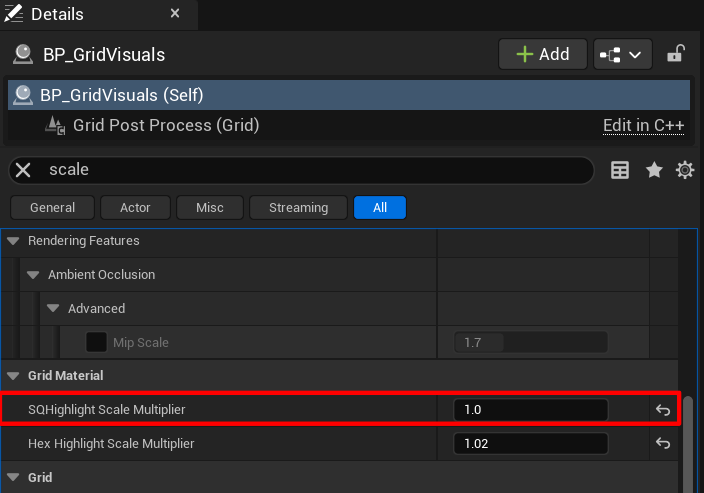 Details
BP_GridVisuals
Add
BP_GridVisuals (Self)
Grid Post Process (Grid)
Edit in C++
scale
General
Actor
Misc
Streaming
All
Rendering Features
Ambient Occlusion
Advanced
Mip Scale
1.7
Grid Material
SQHighlight Scale Multiplier
1.0
Hex Highlight Scale Multiplier
1.02
Grid